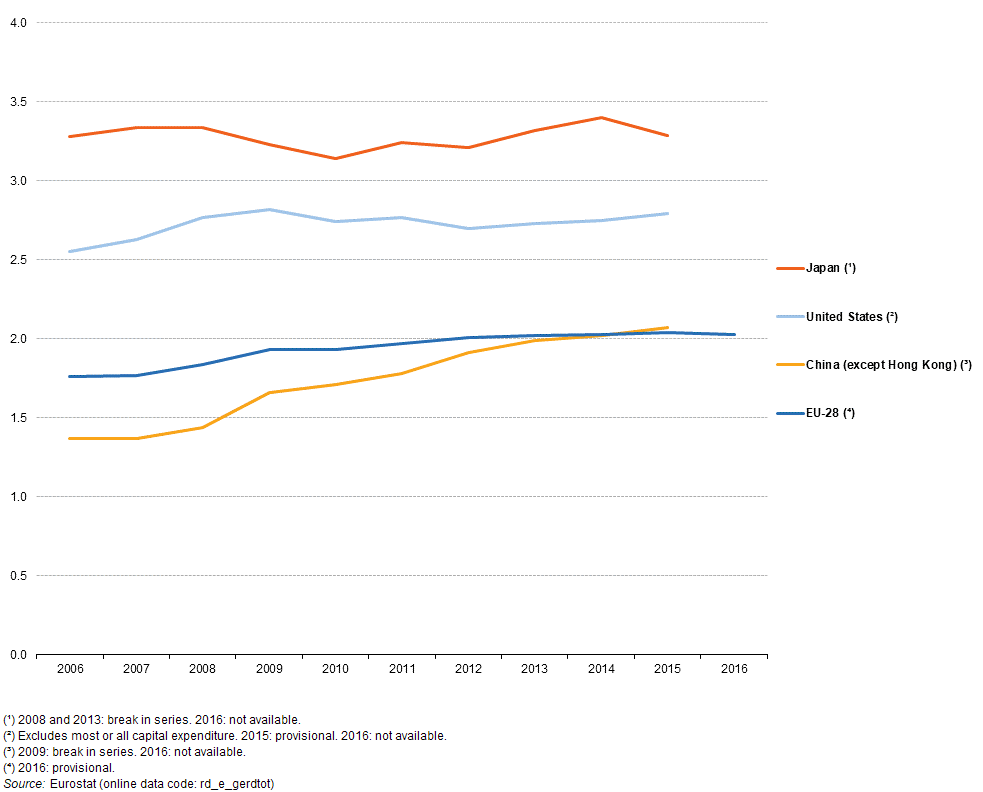 4.0
3.5
3.0
2.5
2.0
1.5
1.0
0.5
0.0
2006 2007 2008 2009 2010 2011 2012 2013 2014 2015 2016
Japan (¹)
United States (²)
China (except Hong Kong) (³)
EU-28 (⁴)
(¹) 2008 and 2013: break in series. 2016: not available.
(²) Excludes most or all capital expenditure. 2015: provisional. 2016: not available.
(³) 2009: break in series. 2016: not available.
(⁴) 2016: provisional.
Source: Eurostat (online data code: rd_e_gerdtot)